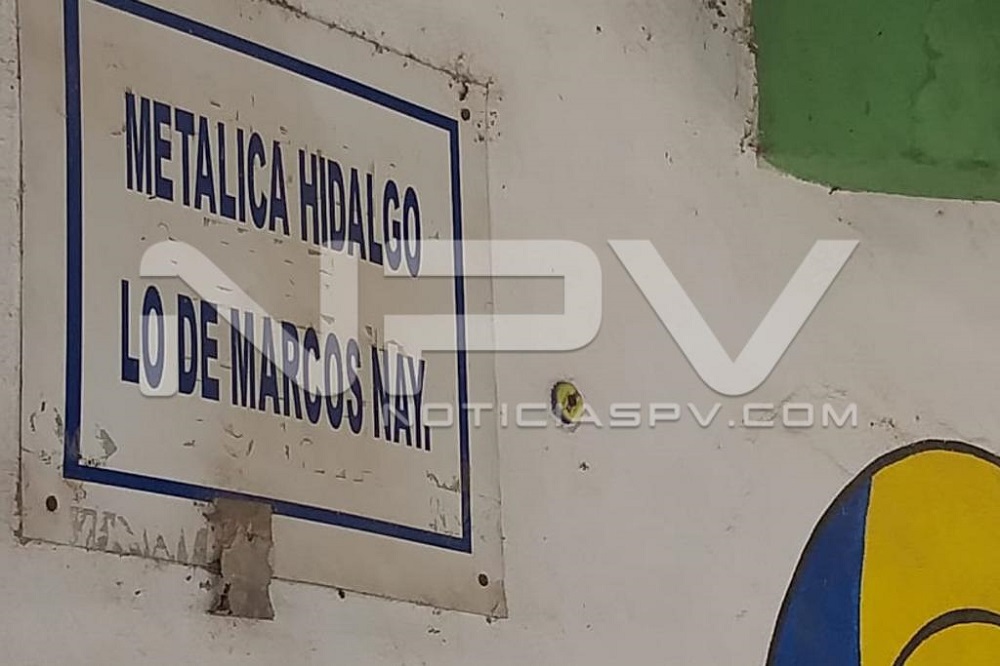 METALICA HIDALGO
LO DE MARCOS NAY.
NPV
NOTICIASPV.COM